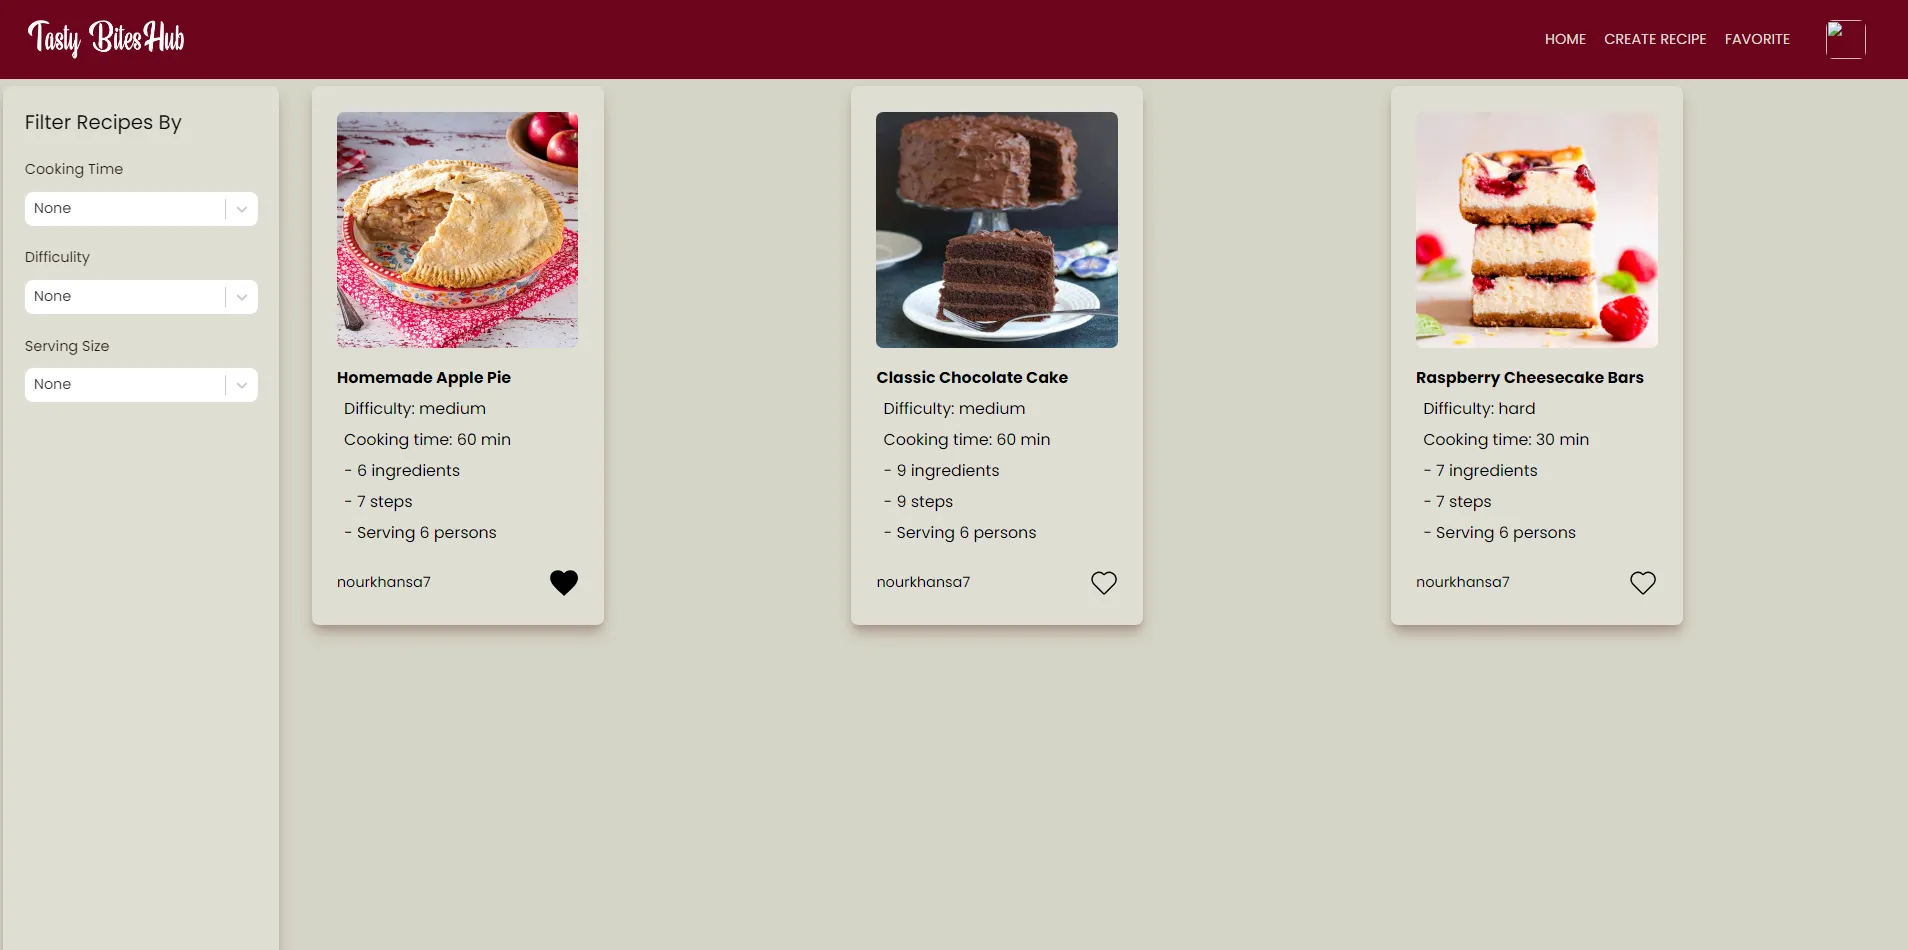 Tasty BitesHub
HOME
CREATE RECIPE
FAVORITE
Filter Recipes By
Cooking Time
None
Difficulity
None
Serving Size
None
Homemade Apple Pie
Difficulty: medium
Cooking time: 60 min
- 6 ingredients
- 7 steps
- Serving 6 persons
nourkhansa7
Classic Chocolate Cake
Difficulty: medium
Cooking time: 60 min
- 9 ingredients
- 9 steps
- Serving 6 persons
nourkhansa7
Raspberry Cheesecake Bars
Difficulty: hard
Cooking time: 30 min
- 7 ingredients
- 7 steps
- Serving 6 persons
nourkhansa7